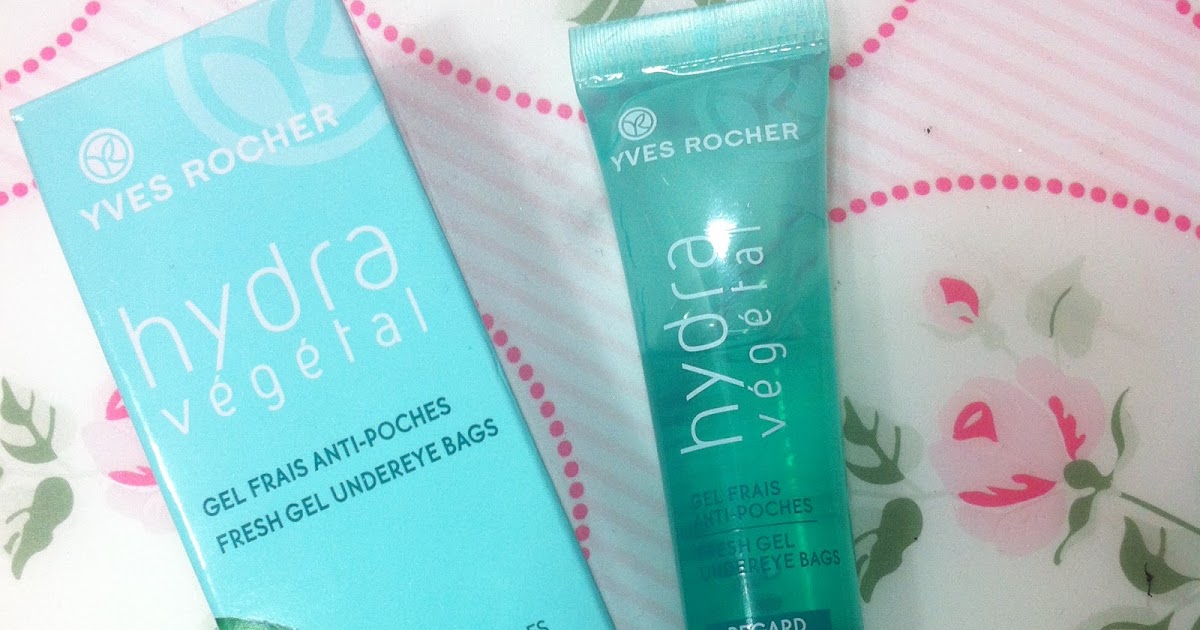 YVES ROCHER
hydra
végétal
GEL FRAIS ANTI-POCHES
FRESH GEL UNDEREYE BAGS
YVES ROCHER
hydra
végétal
GEL FRAIS
ANTI-POCHES
FRESH GEL
UNDEREYE BAGS
REGARD